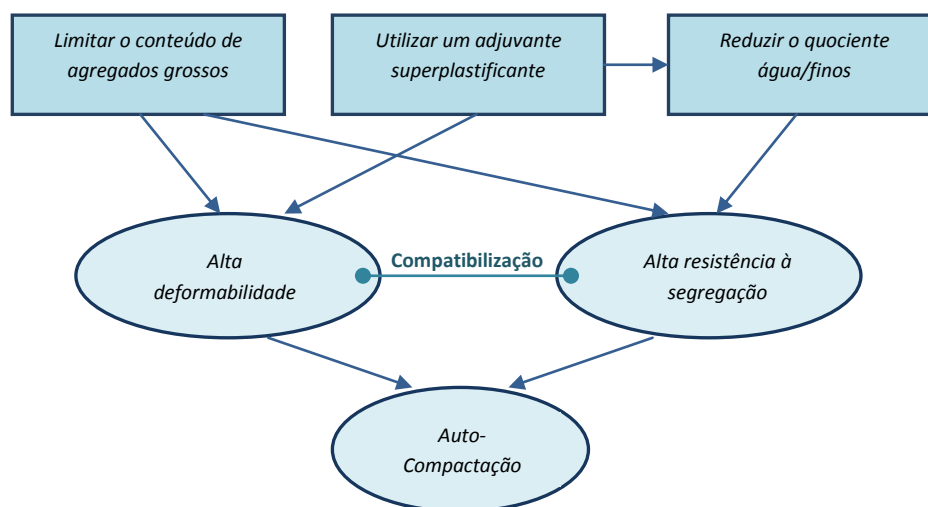 Limitar o conteúdo de
agregados grossos
Utilizar um adjuvante
superplastificante
Reduzir o quociente
água/finos
Alta
deformabilidade
Compatibilização
Alta resistência à
segregação
Auto-
Compactação